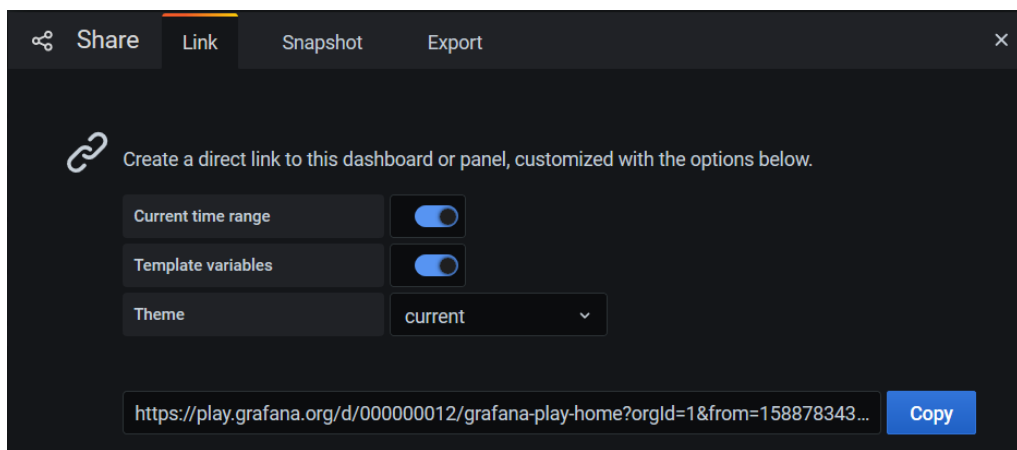 Share Link Snapshot Export
Create a direct link to this dashboard or panel, customized with the options below.
Current time range
Template variables
Theme current
https://play.grafana.org/d/000000012/grafana-play-home?orgId=1&from=158878343... Copy